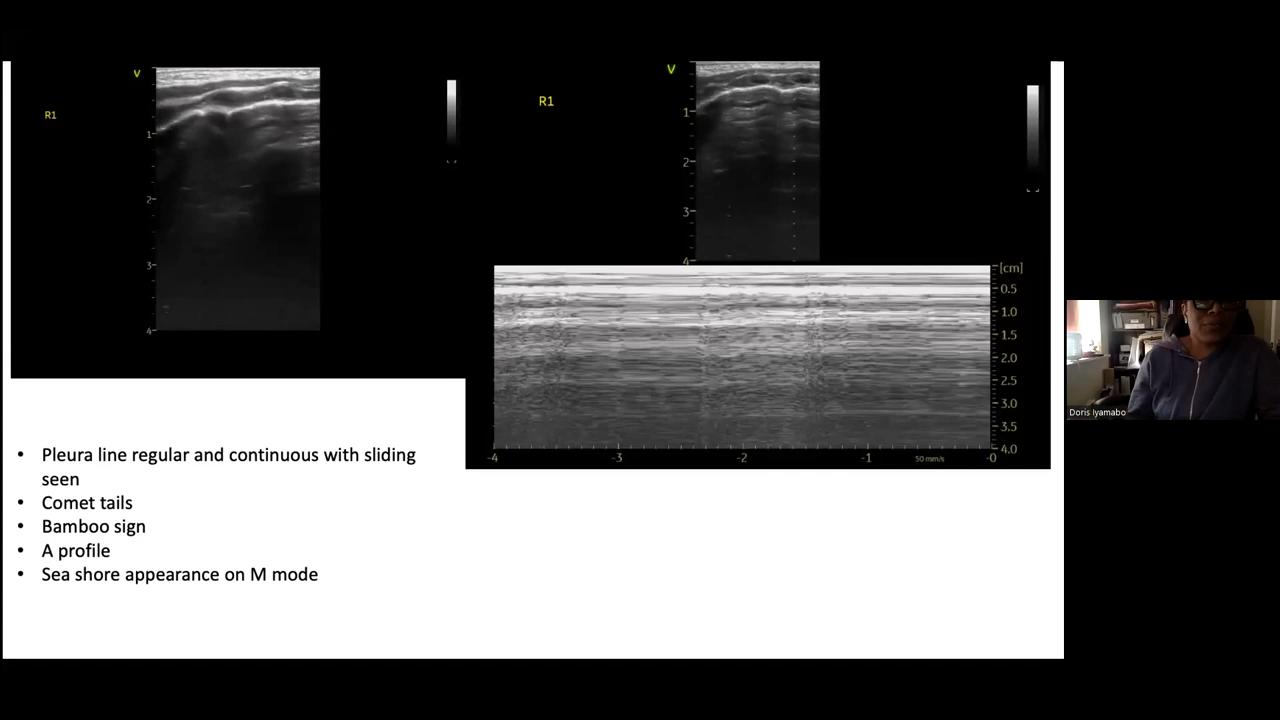 V
R1
1
2
3
4
V
R1
1
2
3
4
[cm]
0.5
1.0
1.5
2.0
2.5
3.0
3.5
4.0
-4
-3
-2
-1
50 mm/s
-0
• Pleura line regular and continuous with sliding
seen
• Comet tails
• Bamboo sign
• A profile
• Sea shore appearance on M mode
Doris Iyamabo